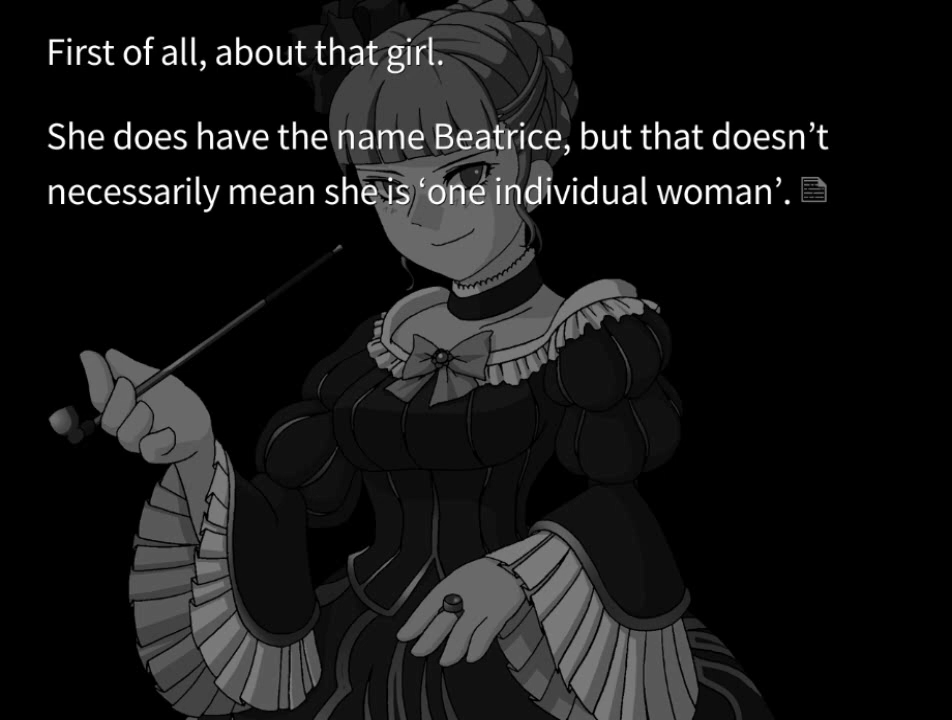 First of all, about that girl.
She does have the name Beatrice, but that doesn’t
necessarily mean she is ‘one individual woman’.